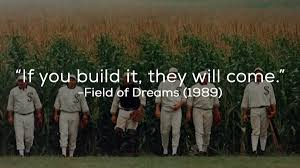 “If you build it, they will come.”
-Field of Dreams (1989)